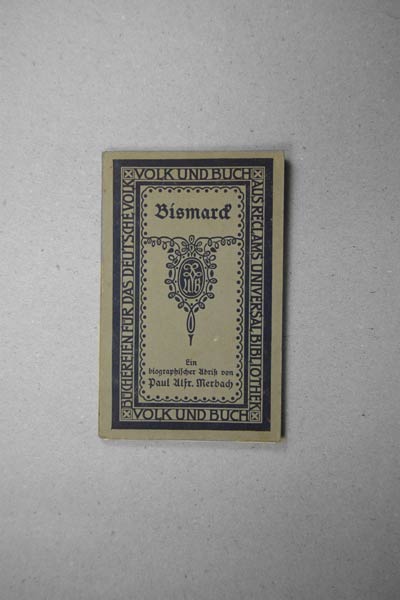 VOLK UND BUCH
BÜCHEREIEN FÜR DAS DEUTSCHE VOLK
AUS RECLAMS UNIVERSALBIBLIOTHEK
Bismarck
Ein
biographischer Abriß von
Paul Alfr. Merbach
VOLK UND BUCH